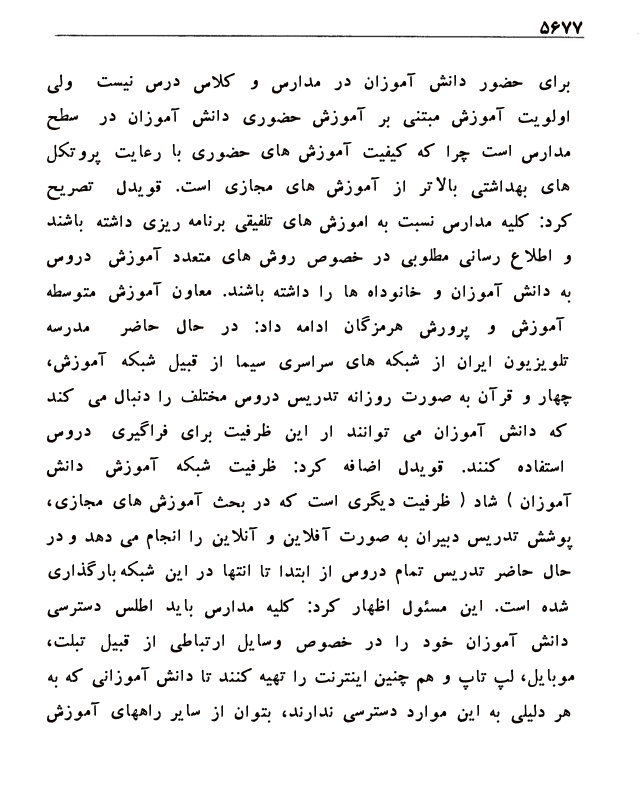 ۵۶۷۷
برای حضور دانش آموزان در مدارس و کلاس درس نیست ولی
اولویت آموزش مبتنی بر آموزش حضوری دانش آموزان در سطح
مدارس است چرا که کیفیت آموزش های حضوری با رعایت پروتکل
های بهداشتی بالاتر از آموزش های مجازی است. قویدل تصریح
کرد: کلیه مدارس نسبت به اموزش های تلفیقی برنامه ریزی داشته باشند
و اطلاع رسانی مطلوبی در خصوص روش های متعدد آموزش دروس
به دانش آموزان و خانوداه ها را داشته باشند. معاون آموزش متوسطه
آموزش و پرورش هرمزگان ادامه داد: در حال حاضر مدرسه
تلویزیون ایران از شبکه های سراسری سیما از قبیل شبکه آموزش،
چهار و قرآن به صورت روزانه تدریس دروس مختلف را دنبال می کند
که دانش آموزان می توانند ار این ظرفیت برای فراگیری دروس
استفاده کنند. قویدل اضافه کرد: ظرفیت شبکه آموزش دانش
آموزان ) شاد ( ظرفیت دیگری است که در بحث آموزش های مجازی،
پوشش تدریس دبیران به صورت آفلاین و آنلاین را انجام می دهد و در
حال حاضر تدریس تمام دروس از ابتدا تا انتها در این شبکه بارگذاری
شده است. این مسئول اظهار کرد: کلیه مدارس باید اطلس دسترسی
دانش آموزان خود را در خصوص وسایل ارتباطی از قبیل تبلت،
موبایل، لپ تاپ و هم چنین اینترنت را تهیه کنند تا دانش آموزانی که به
هر دلیلی به این موارد دسترسی ندارند، بتوان از سایر راههای آموزش